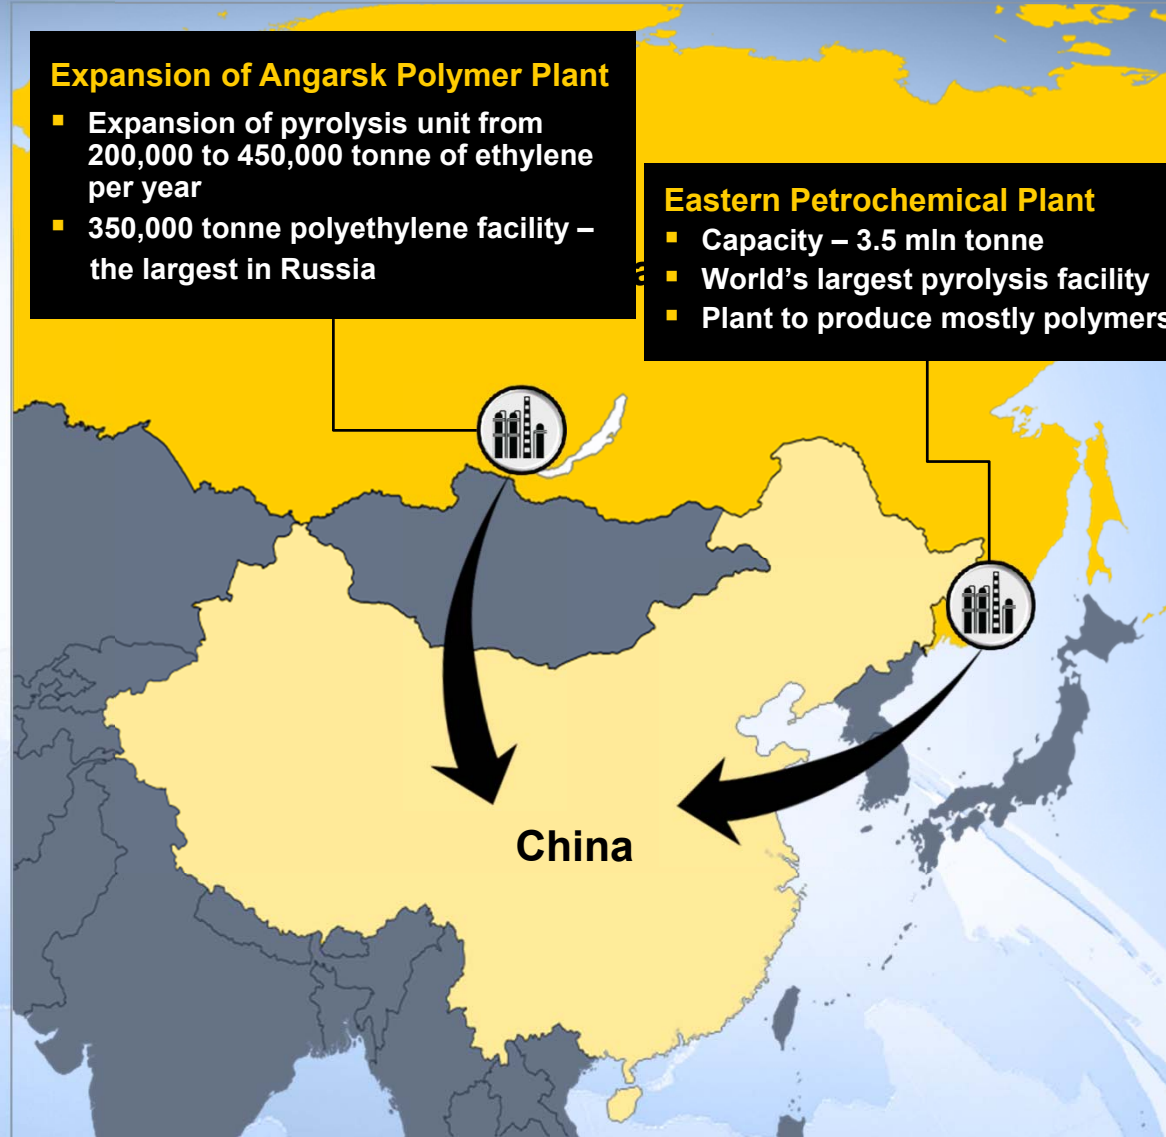 Expansion of Angarsk Polymer Plant
▪ Expansion of pyrolysis unit from
200,000 to 450,000 tonne of ethylene
per year
▪ 350,000 tonne polyethylene facility –
the largest in Russia
Eastern Petrochemical Plant
▪ Capacity – 3.5 mln tonne
▪ World's largest pyrolysis facility
▪ Plant to produce mostly polymers
China